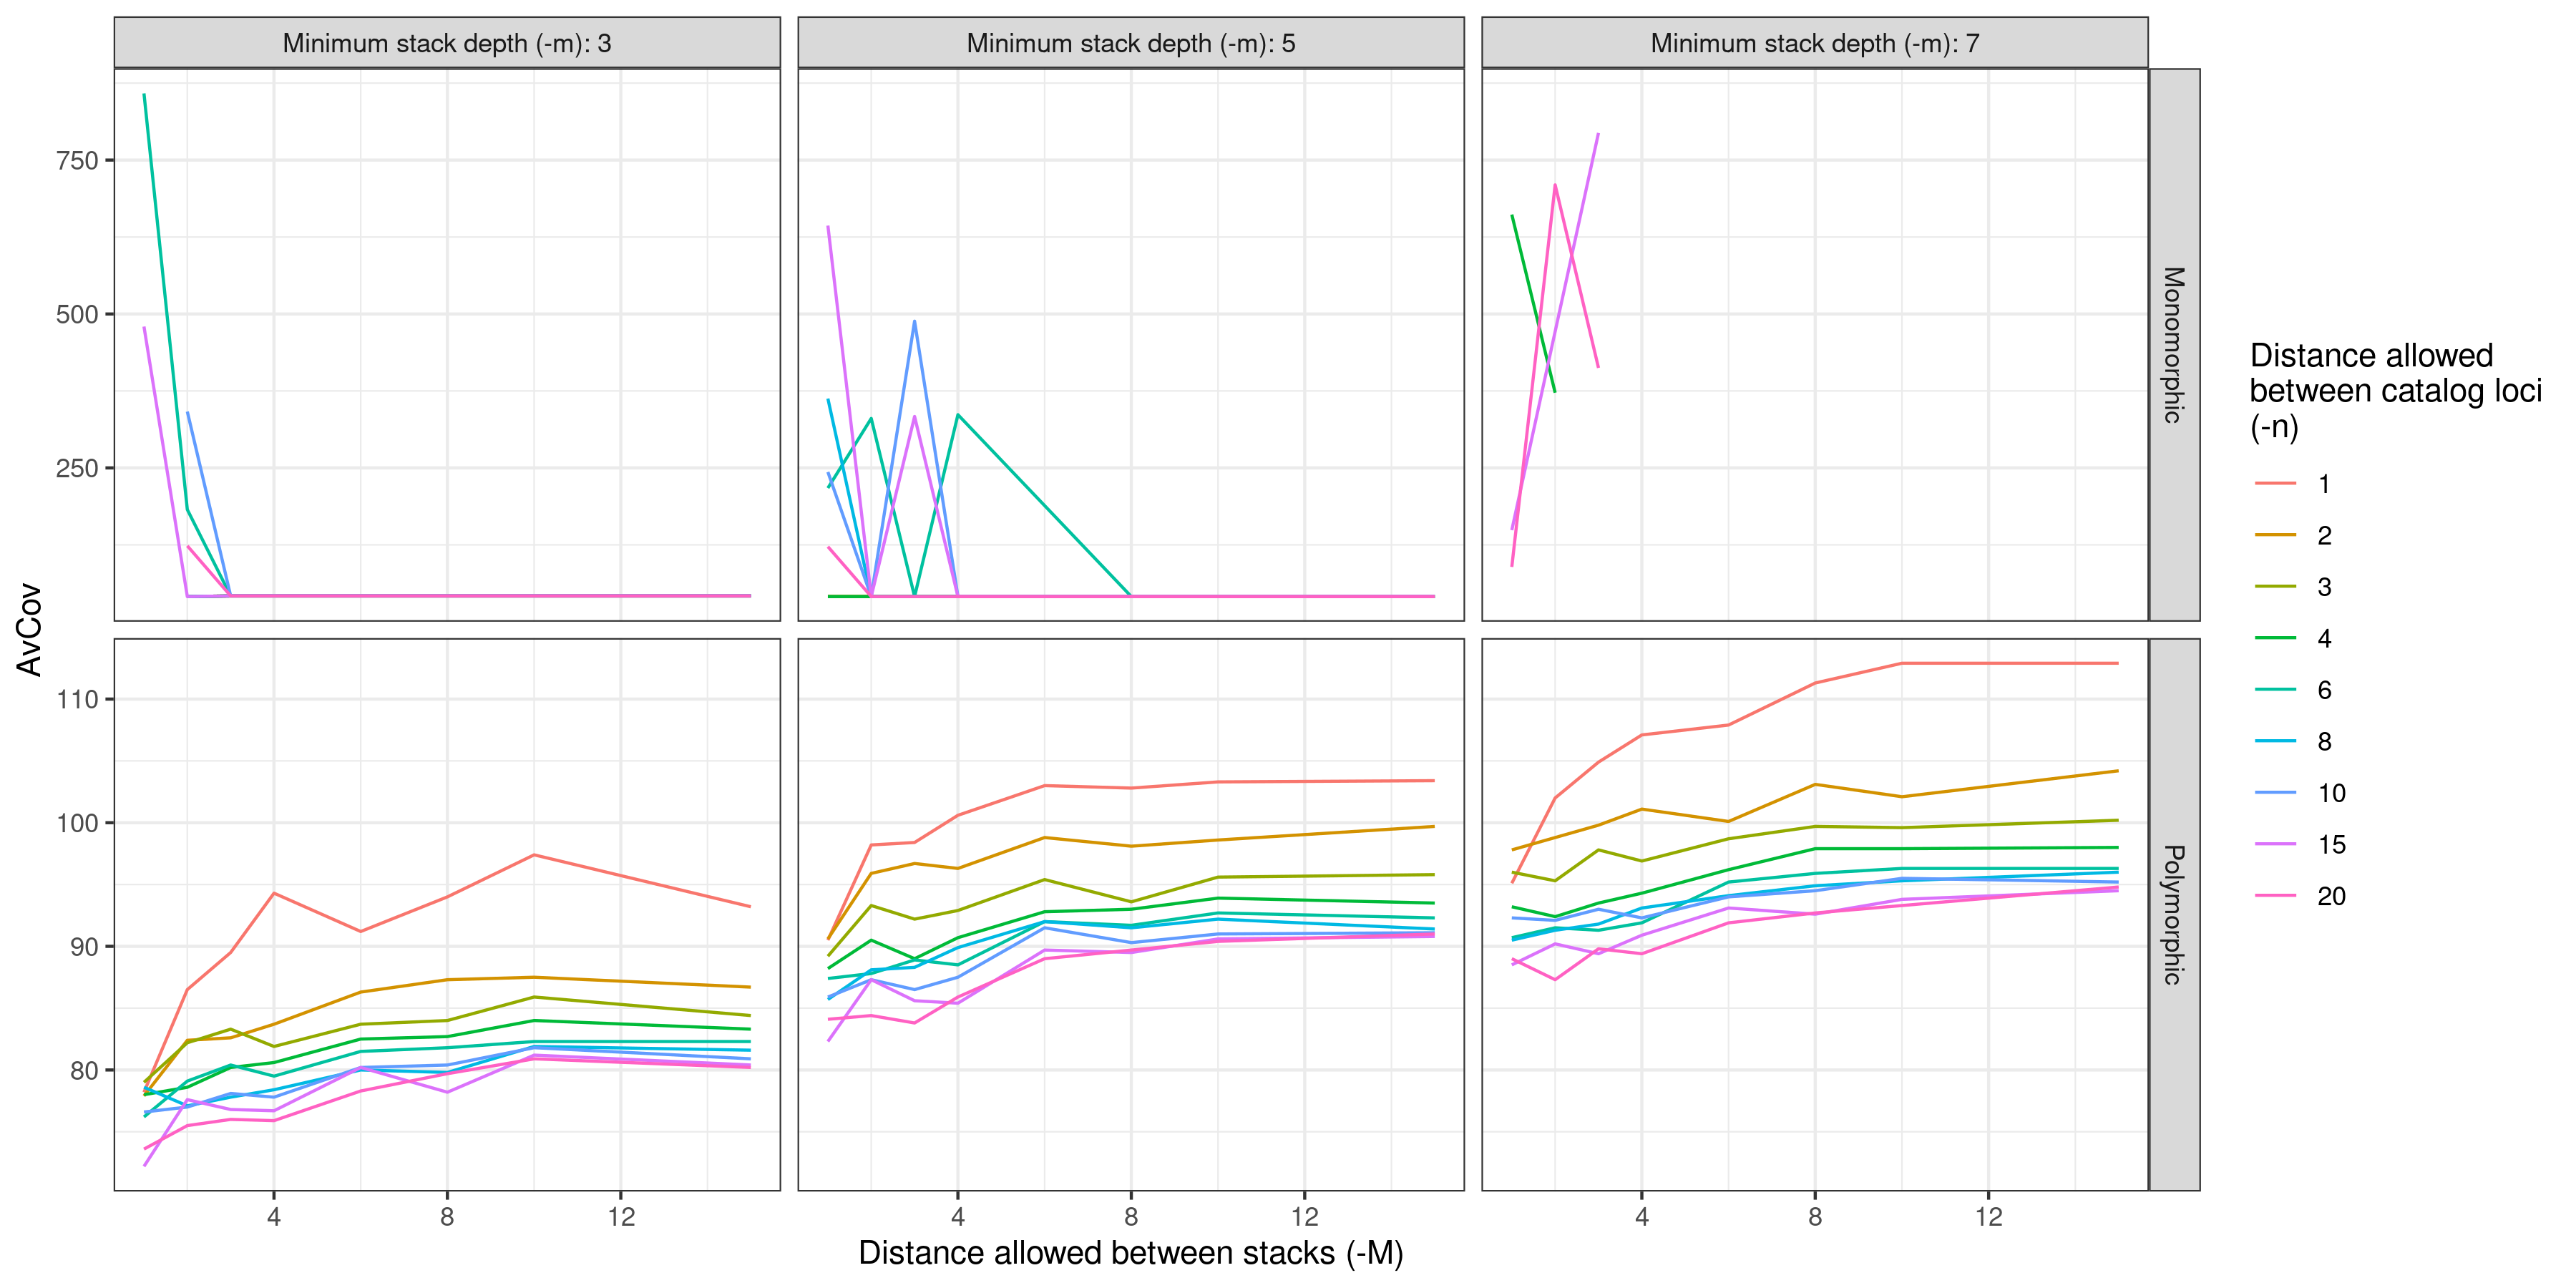 Minimum stack depth (-m): 3
Minimum stack depth (-m): 5
Minimum stack depth (-m): 7
750
500
250
Monomorphic
110
100
90
80
Polymorphic
AvCov
4
8
12
4
8
12
4
8
12
Distance allowed between stacks (-M)
Distance allowed
between catalog loci
(-n)
1
2
3
4
6
8
10
15
20